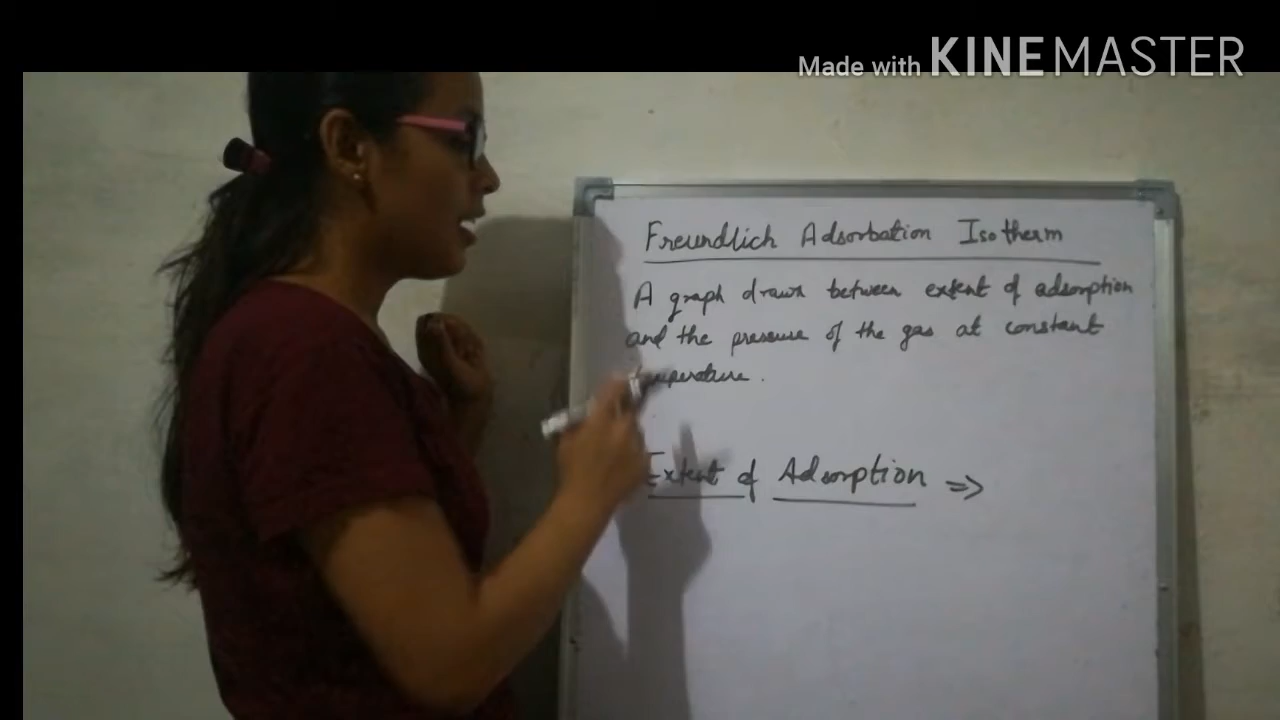 Made with KINEMASTER
Freundlich Adsorbation Isotherm
A graph drawn between extent of adsorption
and the pressure of the gas at constant
temperature.
Extent of Adsorption ⇒